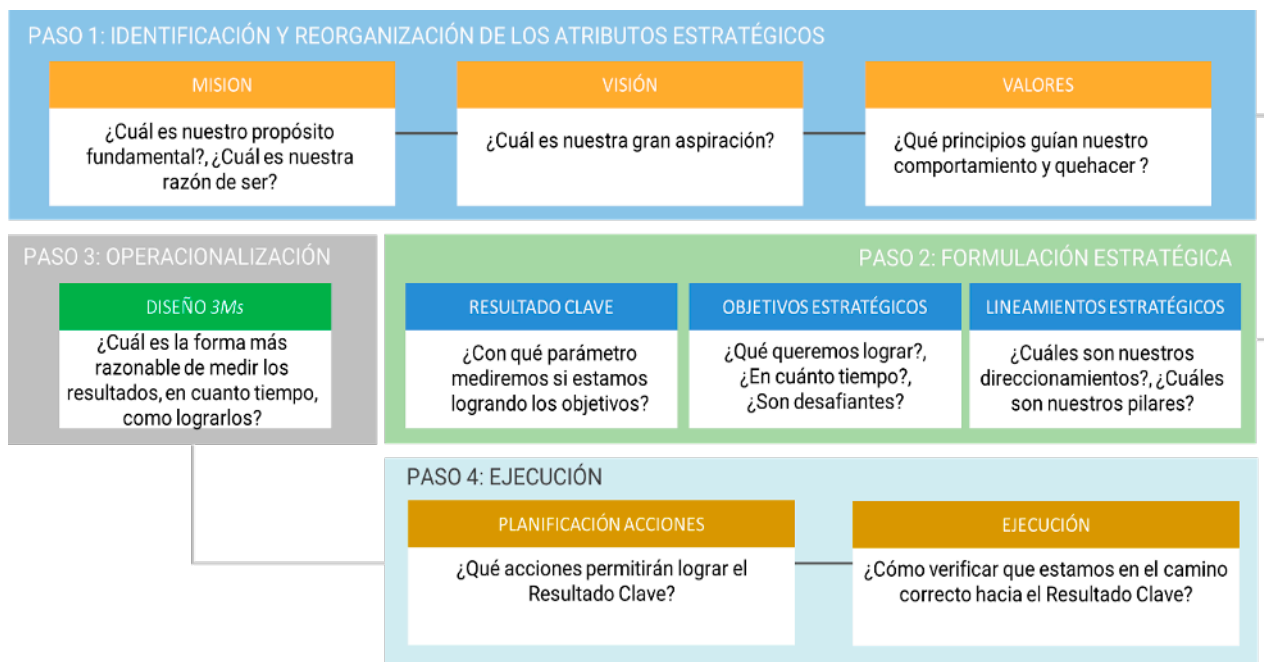 PASO 1: IDENTIFICACIÓN Y REORGANIZACIÓN DE LOS ATRIBUTOS ESTRATÉGICOS
MISION
¿Cuál es nuestro propósito
fundamental?, ¿Cuál es nuestra
razón de ser?
VISIÓN
¿Cuál es nuestra gran aspiración?
VALORES
¿Qué principios guían nuestro
comportamiento y quehacer ?
PASO 3: OPERACIONALIZACIÓN
DISEÑO 3Ms
¿Cuál es la forma más
razonable de medir los
resultados, en cuanto tiempo,
como lograrlos?
PASO 2: FORMULACIÓN ESTRATÉGICA
RESULTADO CLAVE
¿Con qué parámetro
mediremos si estamos
logrando los objetivos?
OBJETIVOS ESTRATÉGICOS
¿Qué queremos lograr?,
¿En cuánto tiempo?,
¿Son desafiantes?
LINEAMIENTOS ESTRATÉGICOS
¿Cuáles son nuestros
direccionamientos?, ¿Cuáles
son nuestros pilares?
PASO 4: EJECUCIÓN
PLANIFICACIÓN ACCIONES
¿Qué acciones permitirán lograr el
Resultado Clave?
EJECUCIÓN
¿Cómo verificar que estamos en el camino
correcto hacia el Resultado Clave?